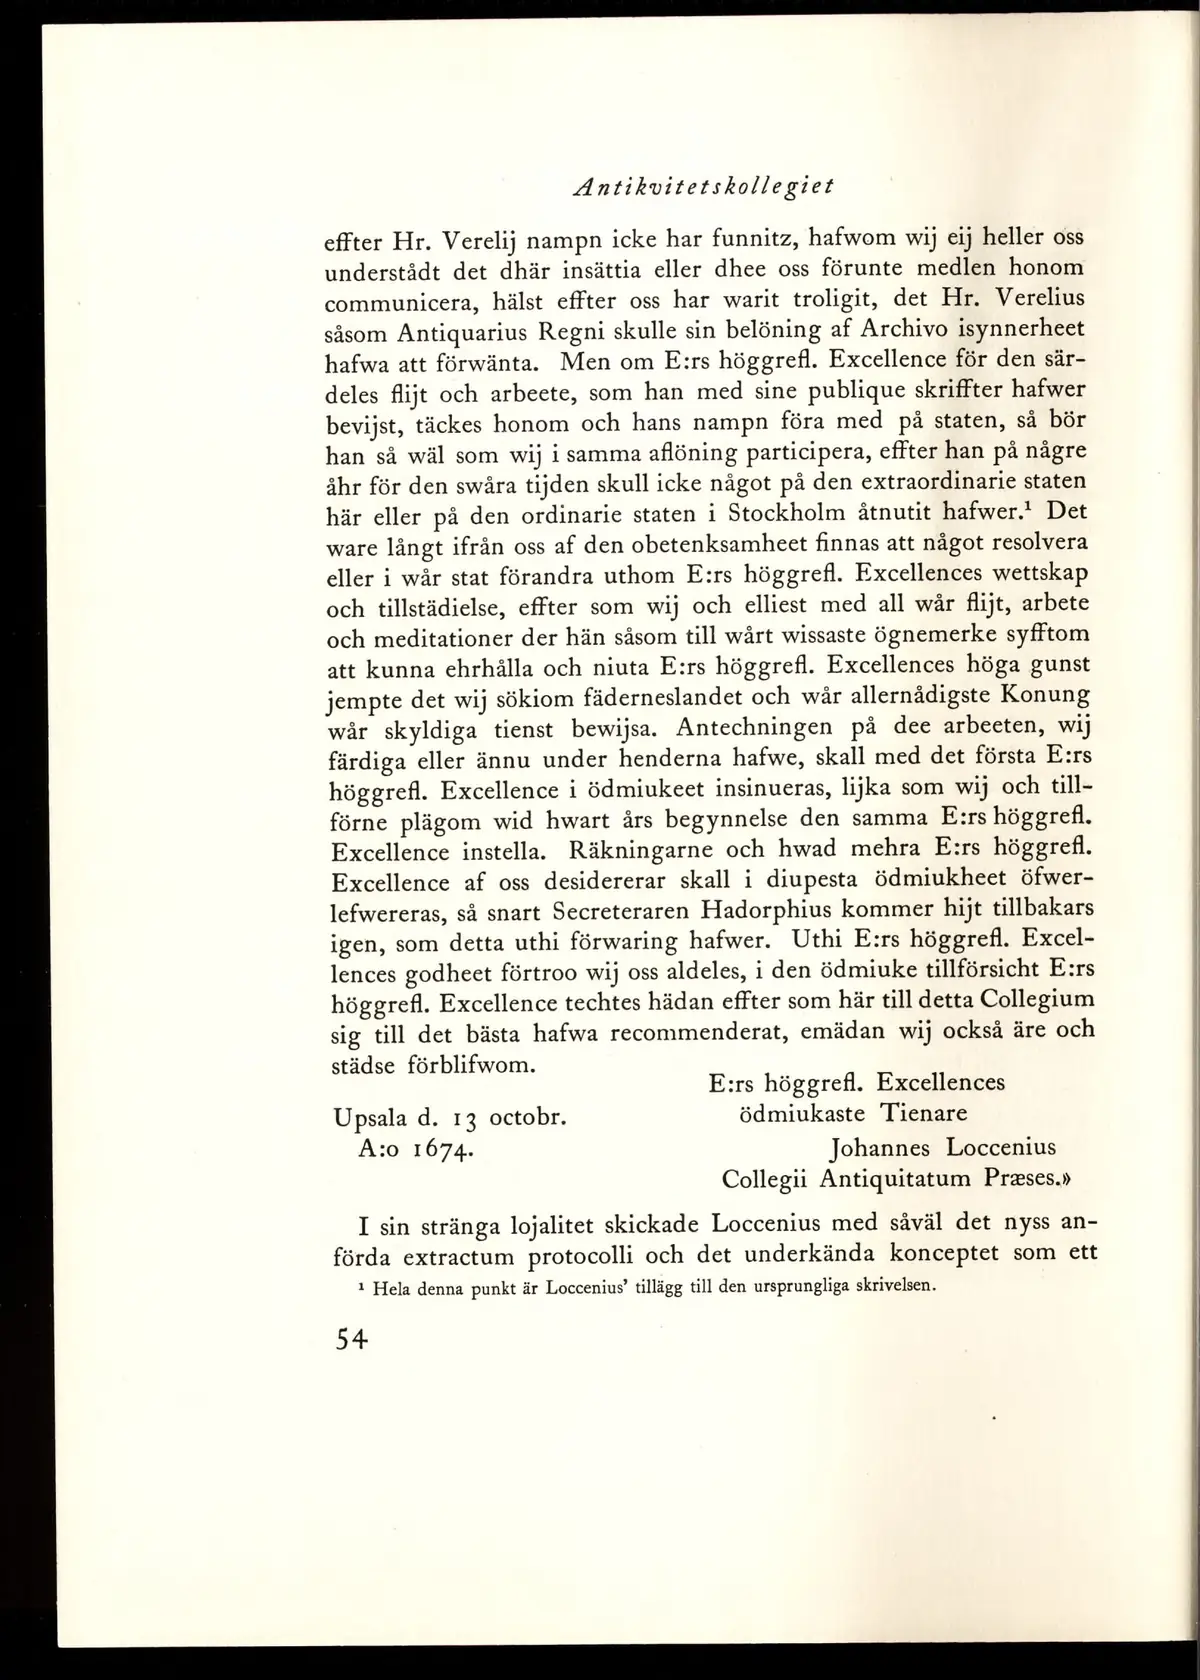 Antikvitetskollegiet
effter Hr. Verelij nampn icke har funnitz, hafwom wij eij heller oss
understådt det dhär insättia eller dhee oss förunte medlen honom
communicera, hälst effter oss har warit troligit, det Hr. Verelius
såsom Antiquarius Regni skulle sin belöning af Archivo isynnerheet
hafwa att förwänta. Men om E:rs höggrefl. Excellence för den sär-
deles flijt och arbeete, som han med sine publique skriffter hafwer
bevijst, täckes honom och hans nampn föra med på staten, så bör
han så wäl som wij i samma aflöning participera, effter han på någre
åhr för den swåra tijden skull icke något på den extraordinarie staten
här eller på den ordinarie staten i Stockholm åtnutit hafwer.¹ Det
ware långt ifrån oss af den obetenksamheet finnas att något resolvera
eller i wår stat förandra uthom E:rs höggrefl. Excellences wettskap
och tillstädielse, effter som wij och elliest med all wår flijt, arbete
och meditationer der hän såsom till wårt wissaste ögnemerke syfftom
att kunna ehrhålla och niuta E:rs höggrefl. Excellences höga gunst
jempte det wij sökiom fäderneslandet och wår allernådigste Konung
wår skyldiga tienst bewijsa. Antechningen på dee arbeeten, wij
färdiga eller ännu under henderna hafwe, skall med det första E:rs
höggrefl. Excellence i ödmiukeet insinueras, lijka som wij och till-
förne plägom wid hwart års begynnelse den samma E:rs höggrefl.
Excellence instella. Räkningarne och hwad mehra E:rs höggrefl.
Excellence af oss desidererar skall i diupesta ödmiukheet öfwer-
lefwereras, så snart Secreteraren Hadorphius kommer hijt tillbakars
igen, som detta uthi förwaring hafwer. Uthi E:rs höggrefl. Excel-
lences godheet förtroo wij oss aldeles, i den ödmiuke tillförsicht E:rs
höggrefl. Excellence techtes hädan effter som här till detta Collegium
sig till det bästa hafwa recommenderat, emädan wij också äre och
städse förblifwom.
E:rs höggrefl. Excellences
Upsala d. 13 octobr. ödmiukaste Tienare
A:o 1674. Johannes Loccenius
Collegii Antiquitatum Præses.»
I sin stränga lojalitet skickade Loccenius med såväl det nyss an-
förda extractum protocolli och det underkända konceptet som ett
¹ Hela denna punkt är Loccenius’ tillägg till den ursprungliga skrivelsen.
54